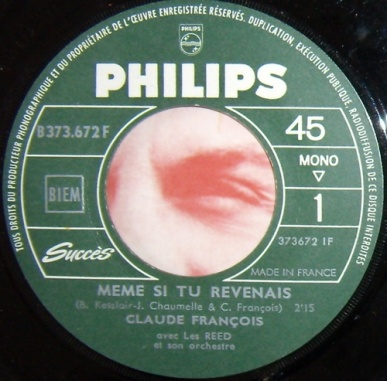 TOUS DROITS DU PRODUCTEUR PHONOGRAPHIQUE ET DU PROPRIÉTAIRE DE L'ŒUVRE ENREGISTRÉE RÉSERVÉS. DUPLICATION, EXÉCUTION PUBLIQUE, RADIODIFFUSION DE CE DISQUE INTERDITES
PHILIPS
PHILIPS
B 373.672 F
45
MONO
BIEM
1
373672 1F
Succès
MADE IN FRANCE
MEME SI TU REVENAIS
(B. Kesslair-J. Chaumelle & C. François) 2'15
CLAUDE FRANÇOIS
avec Les REED
et son orchestre